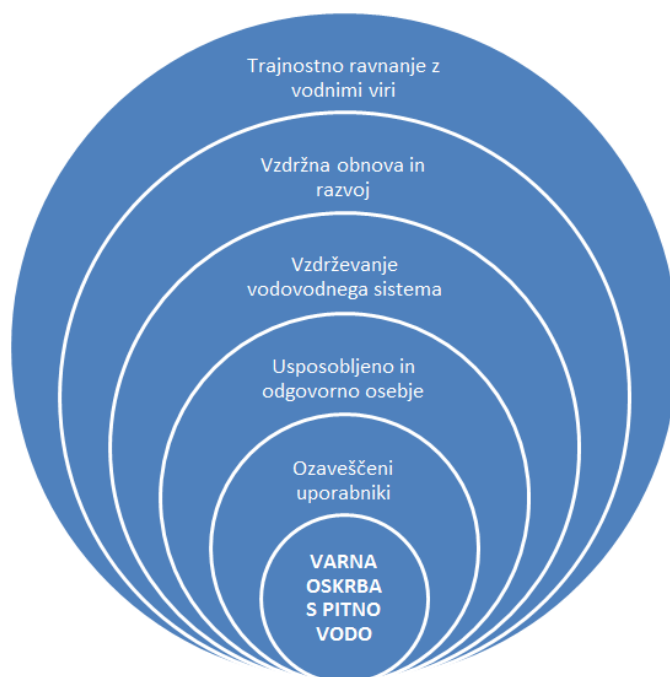 Trajnostno ravnanje z
vodnimi viri
Vzdržna obnova in
razvoj
Vzdrževanje
vodovodnega sistema
Usposobljeno in
odgovorno osebje
Ozaveščeni
uporabniki
VARNA
OSKRBA
S PITNO
VODO